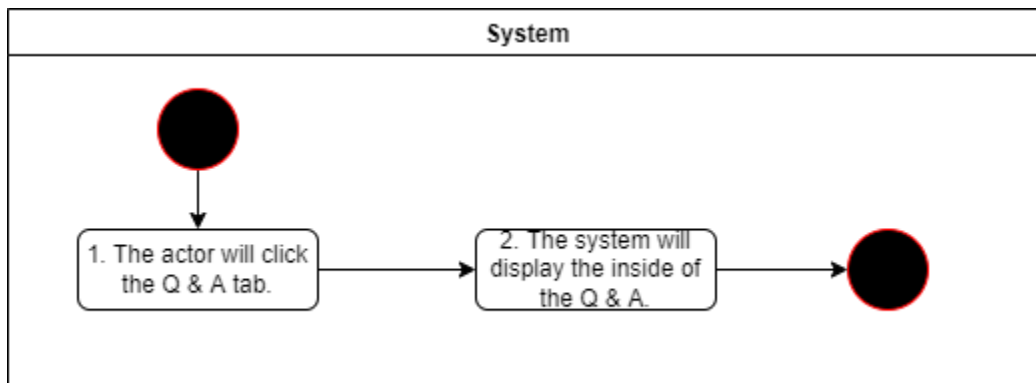 System
1. The actor will click
the Q & A tab.
2. The system will
display the inside of
the Q & A.